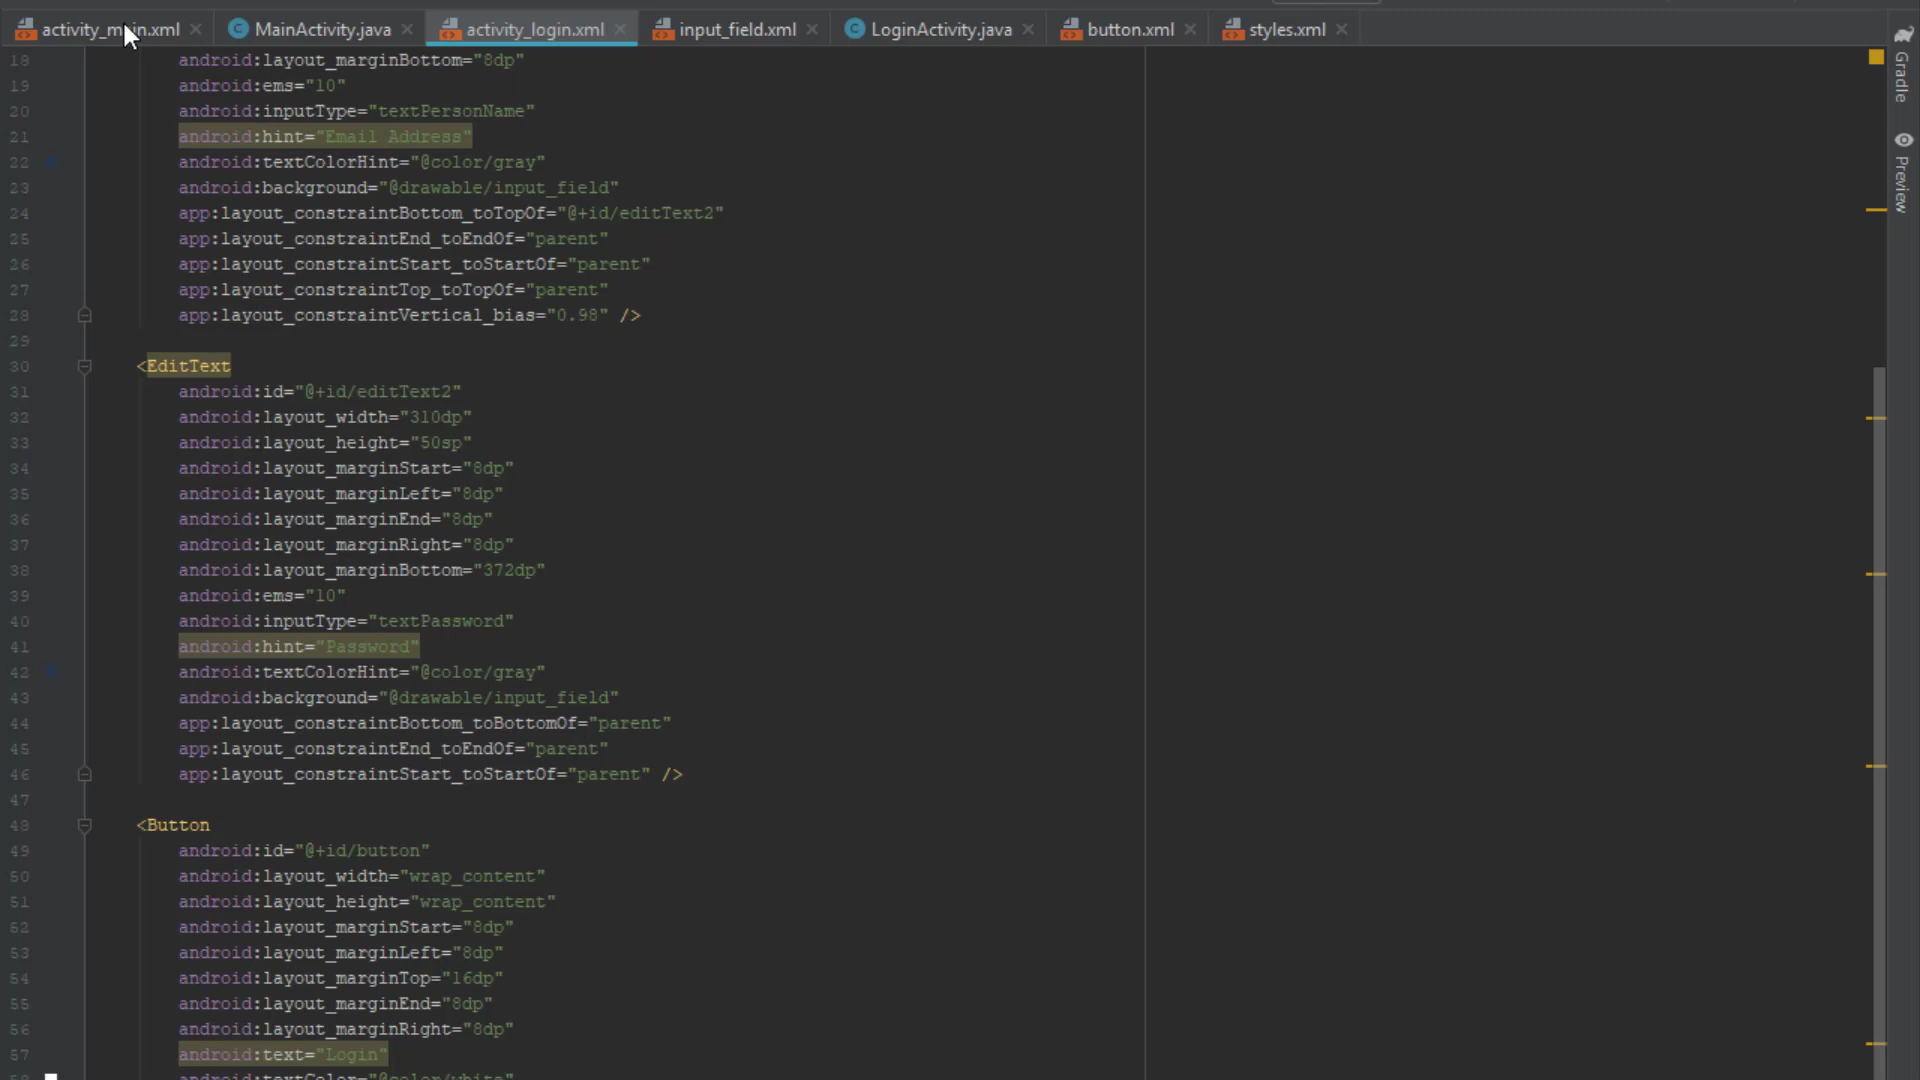 activity_main.xml MainActivity.java activity_login.xml input_field.xml LoginActivity.java button.xml styles.xml
18 android:layout_marginBottom="8dp"
19 android:ems="10"
20 android:inputType="textPersonName"
21 android:hint="Email Address"
22 android:textColorHint="@color/gray"
23 android:background="@drawable/input_field"
24 app:layout_constraintBottom_toTopOf="@+id/editText2"
25 app:layout_constraintEnd_toEndOf="parent"
26 app:layout_constraintStart_toStartOf="parent"
27 app:layout_constraintTop_toTopOf="parent"
28 app:layout_constraintVertical_bias="0.98" />
29
30 <EditText
31 android:id="@+id/editText2"
32 android:layout_width="310dp"
33 android:layout_height="50sp"
34 android:layout_marginStart="8dp"
35 android:layout_marginLeft="8dp"
36 android:layout_marginEnd="8dp"
37 android:layout_marginRight="8dp"
38 android:layout_marginBottom="372dp"
39 android:ems="10"
40 android:inputType="textPassword"
41 android:hint="Password"
42 android:textColorHint="@color/gray"
43 android:background="@drawable/input_field"
44 app:layout_constraintBottom_toBottomOf="parent"
45 app:layout_constraintEnd_toEndOf="parent"
46 app:layout_constraintStart_toStartOf="parent" />
47
48 <Button
49 android:id="@+id/button"
50 android:layout_width="wrap_content"
51 android:layout_height="wrap_content"
52 android:layout_marginStart="8dp"
53 android:layout_marginLeft="8dp"
54 android:layout_marginTop="16dp"
55 android:layout_marginEnd="8dp"
56 android:layout_marginRight="8dp"
57 android:text="Login"
android:textColor="@color/white"
Gradle
Preview